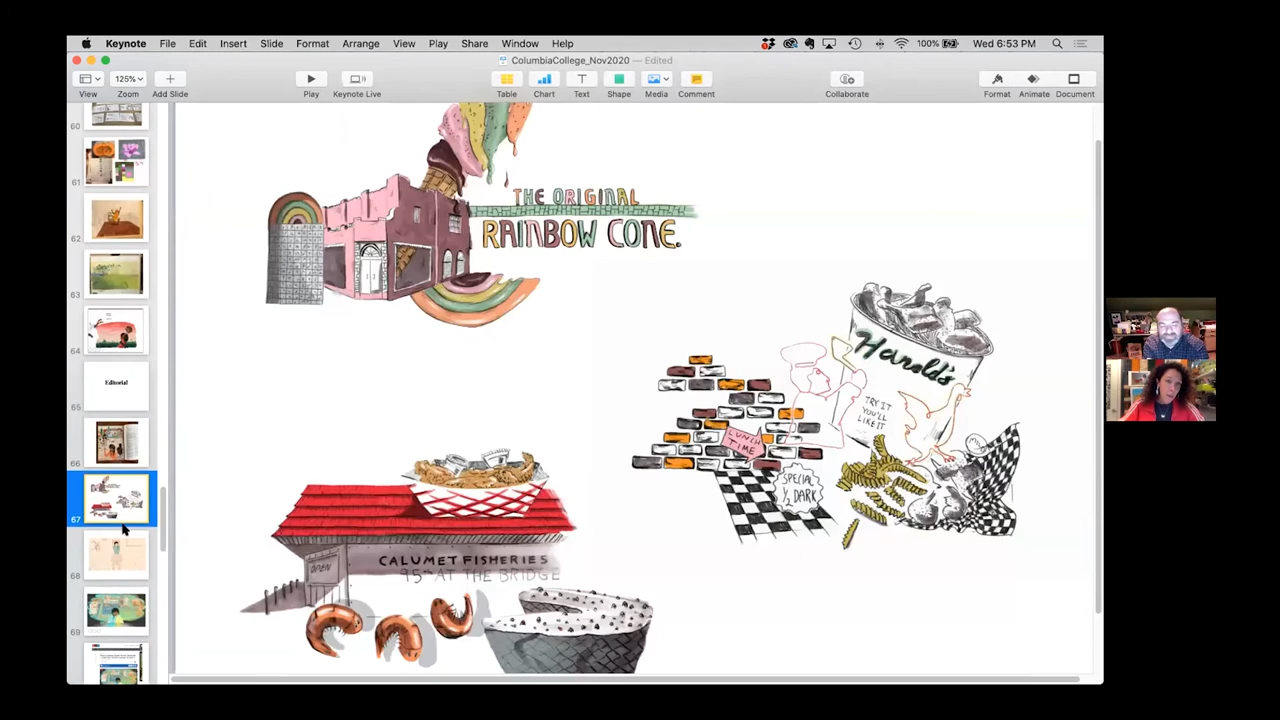 Keynote File Edit Insert Slide Format Arrange View Play Share Window Help
100% Wed 6:53 PM
ColumbiaCollege_Nov2020 — Edited
125%
View Zoom Add Slide Play Keynote Live Table Chart Text Shape Media Comment Collaborate Format Animate Document
60
61
62
63
64
Editorial
65
66
67
68
69
THE ORIGINAL
RAINBOW CONE.
Harold's
TRY IT
YOU'LL
LIKE IT
LUNCH
TIME
SPECIAL
1/2 DARK
OPEN
CALUMET FISHERIES
95th AT THE BRIDGE